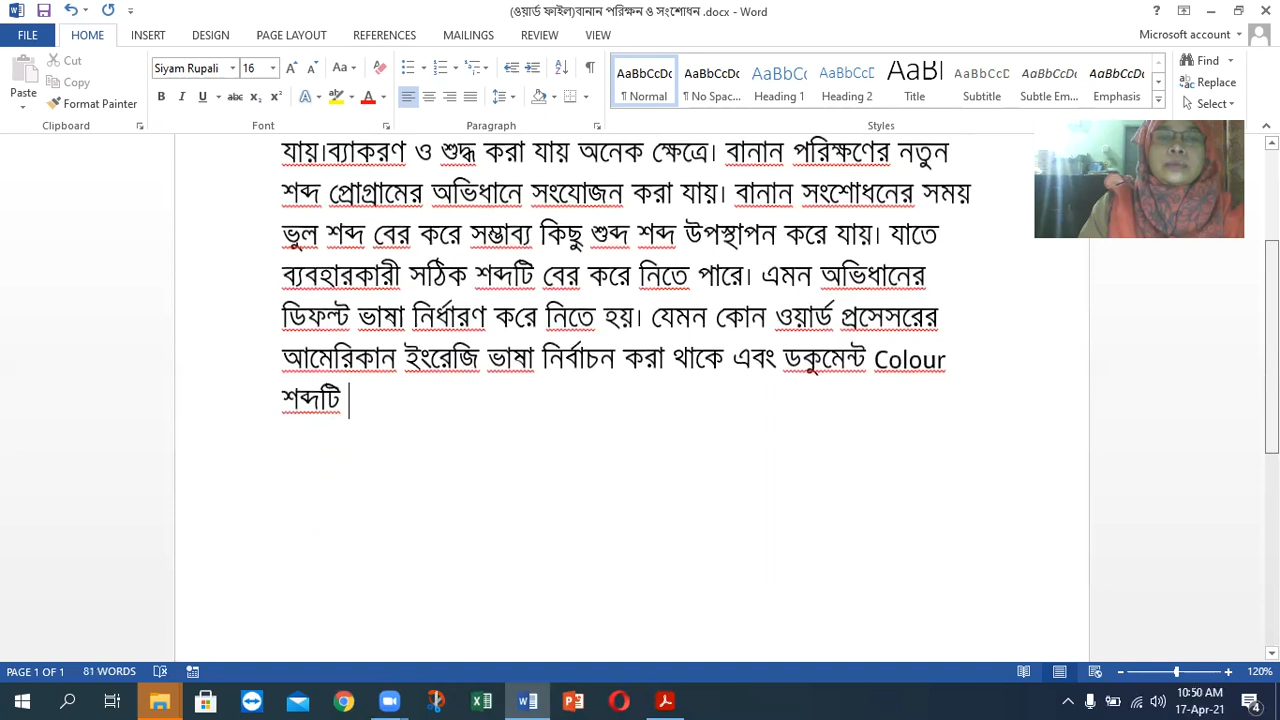 (ওয়ার্ড ফাইল)বানান পরিক্ষন ও সংশোধন .docx - Word
FILE HOME INSERT DESIGN PAGE LAYOUT REFERENCES MAILINGS REVIEW VIEW Microsoft account
Cut
Copy
Paste
Format Painter
Clipboard
Siyam Rupali 16
Font
Paragraph
AaBbCcDc AaBbCcDc AaBbCc AaBbCcD AaBl AaBbCcD AaBbCcDc AaBbCcDc
¶ Normal ¶ No Spac... Heading 1 Heading 2 Title Subtitle Subtle Em... Emphasis
Styles
Find
Replace
Select
যায়।ব্যাকরণ ও শুদ্ধ করা যায় অনেক ক্ষেত্রে। বানান পরিক্ষণের নতুন
শব্দ প্রোগ্রামের অভিধানে সংযোজন করা যায়। বানান সংশোধনের সময়
ভুল শব্দ বের করে সম্ভাব্য কিছু শুব্দ শব্দ উপস্থাপন করে যায়। যাতে
ব্যবহারকারী সঠিক শব্দটি বের করে নিতে পারে। এমন অভিধানের
ডিফল্ট ভাষা নির্ধারণ করে নিতে হয়। যেমন কোন ওয়ার্ড প্রসেসরের
আমেরিকান ইংরেজি ভাষা নির্বাচন করা থাকে এবং ডকুমেন্ট Colour
শব্দটি
PAGE 1 OF 1 81 WORDS 120%
10:50 AM
17-Apr-21
4